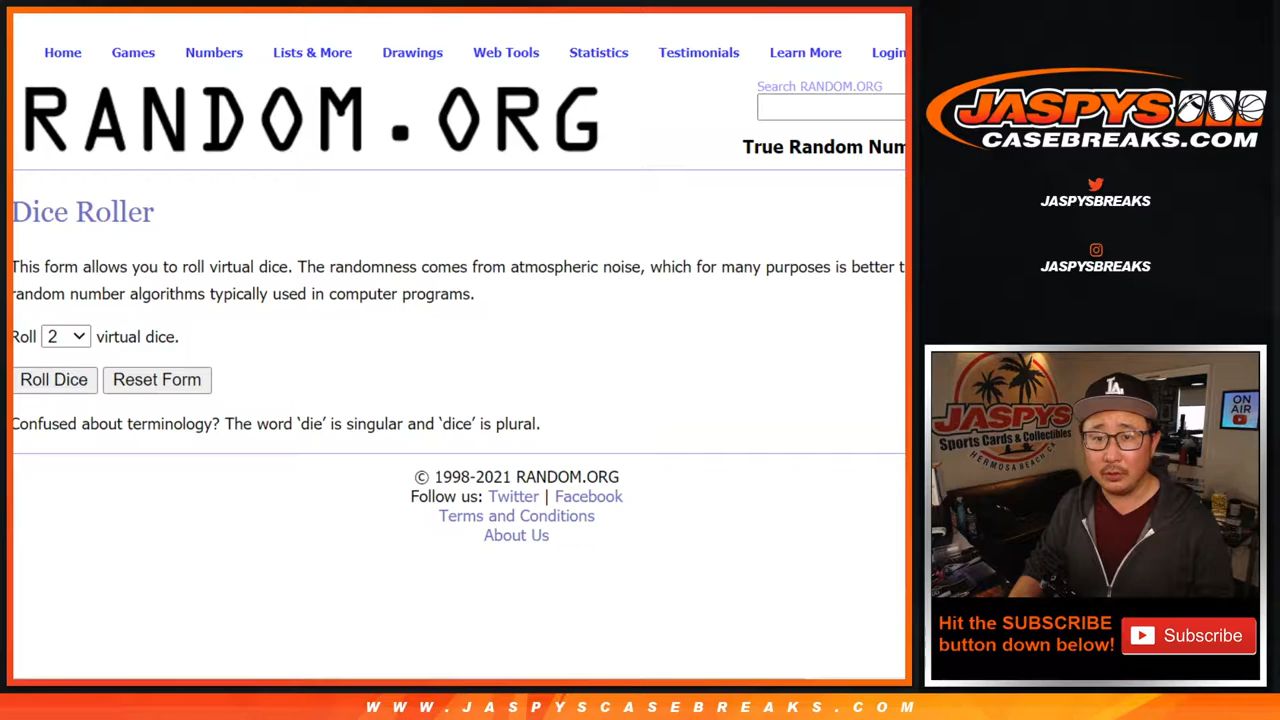 Home Games Numbers Lists & More Drawings Web Tools Statistics Testimonials Learn More Login
RANDOM.ORG
Search RANDOM.ORG
True Random Num
Dice Roller
This form allows you to roll virtual dice. The randomness comes from atmospheric noise, which for many purposes is better t
random number algorithms typically used in computer programs.
Roll 2 virtual dice.
Roll Dice Reset Form
Confused about terminology? The word ‘die’ is singular and ‘dice’ is plural.
© 1998-2021 RANDOM.ORG
Follow us: Twitter | Facebook
Terms and Conditions
About Us
JASPYS
CASEBREAKS.COM
JASPYSBREAKS
JASPYSBREAKS
JASPYS
Sports Cards & Collectibles
HERMOSA BEACH CA
LA
ON
AIR
Hit the SUBSCRIBE
button down below!
Subscribe
WWW.JASPYSCASEBREAKS.COM